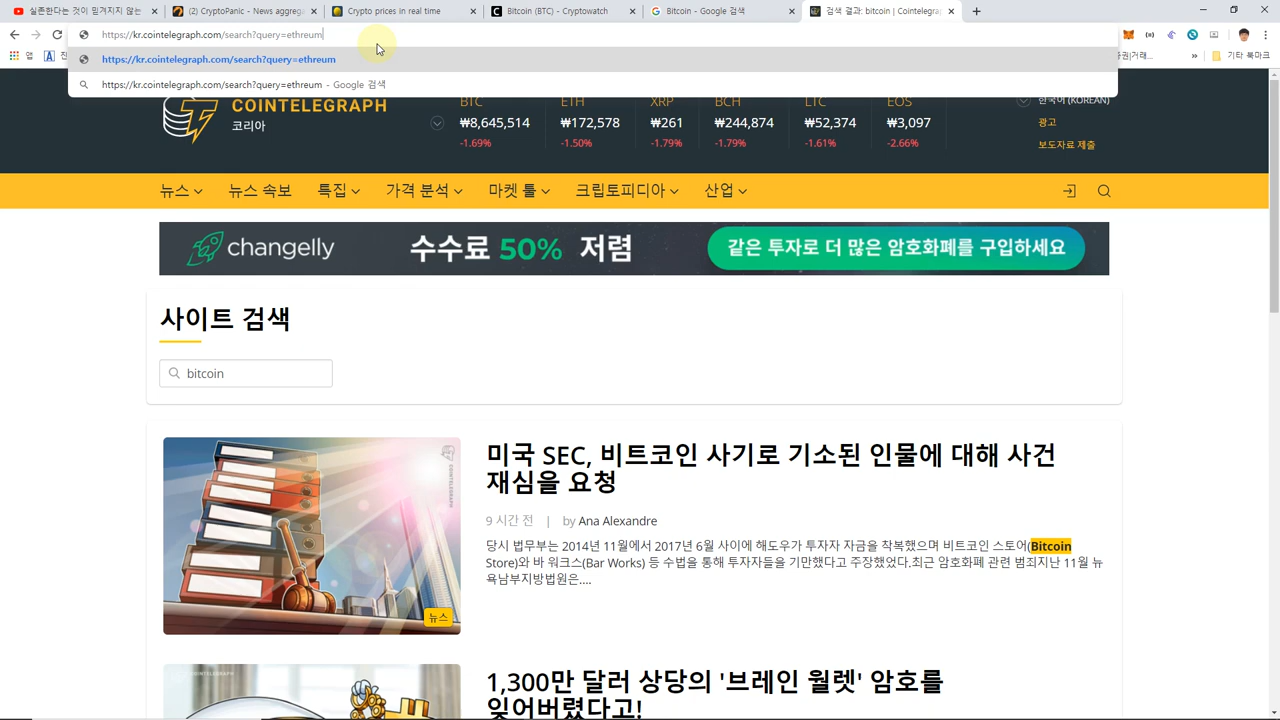 실존한다는 것이 믿겨지지 않는
(2) CryptoPanic - News aggrega
Crypto prices in real time
Bitcoin (BTC) - Cryptowatch
Bitcoin - Google 검색
검색 결과: bitcoin | Cointelegra
https://kr.cointelegraph.com/search?query=ethreum
앱
기타 북마크
https://kr.cointelegraph.com/search?query=ethreum
https://kr.cointelegraph.com/search?query=ethreum - Google 검색
COINTELEGRAPH
코리아
BTC ETH XRP BCH LTC EOS
₩8,645,514 ₩172,578 ₩261 ₩244,874 ₩52,374 ₩3,097
-1.69% -1.50% -1.79% -1.79% -1.61% -2.66%
한국어 (KOREAN)
광고
보도자료 제출
뉴스 뉴스 속보 특집 가격 분석 마켓 툴 크립토피디아 산업
changelly 수수료 50% 저렴 같은 투자로 더 많은 암호화폐를 구입하세요
사이트 검색
bitcoin
COINTELEGRAPH
뉴스
미국 SEC, 비트코인 사기로 기소된 인물에 대해 사건
재심을 요청
9 시간 전 | by Ana Alexandre
당시 법무부는 2014년 11월에서 2017년 6월 사이에 해도우가 투자자 자금을 착복했으며 비트코인 스토어(Bitcoin
Store)와 바 워크스(Bar Works) 등 수법을 통해 투자자들을 기만했다고 주장했었다.최근 암호화폐 관련 범죄지난 11월 뉴
욕남부지방법원은....
COINTELEGRAPH
1,300만 달러 상당의 '브레인 월렛' 암호를
잊어버렸다고!